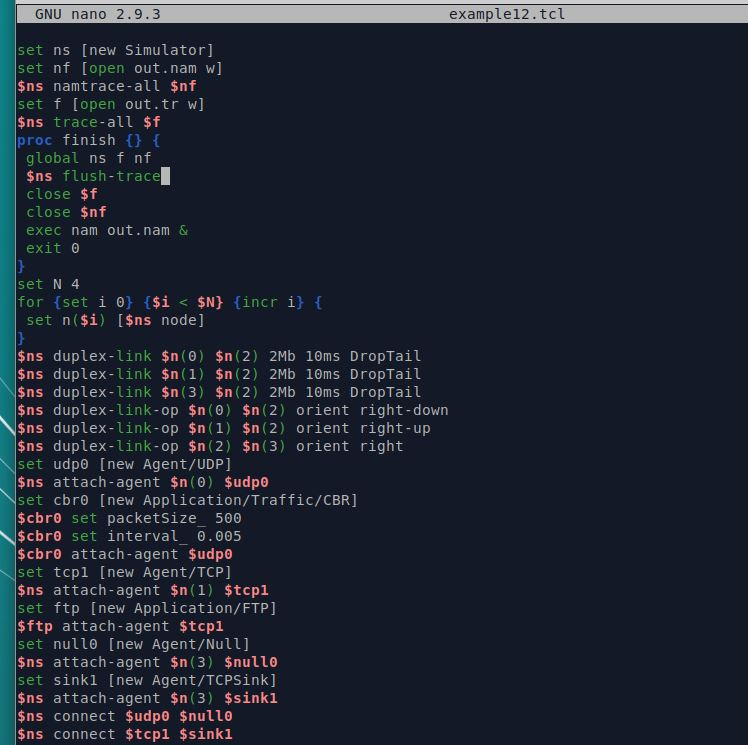 GNU nano 2.9.3 example12.tcl
set ns [new Simulator]
set nf [open out.nam w]
$ns namtrace-all $nf
set f [open out.tr w]
$ns trace-all $f
proc finish {} {
 global ns f nf
 $ns flush-trace
 close $f
 close $nf
 exec nam out.nam &
 exit 0
}
set N 4
for {set i 0} {$i < $N} {incr i} {
 set n($i) [$ns node]
}
$ns duplex-link $n(0) $n(2) 2Mb 10ms DropTail
$ns duplex-link $n(1) $n(2) 2Mb 10ms DropTail
$ns duplex-link $n(3) $n(2) 2Mb 10ms DropTail
$ns duplex-link-op $n(0) $n(2) orient right-down
$ns duplex-link-op $n(1) $n(2) orient right-up
$ns duplex-link-op $n(2) $n(3) orient right
set udp0 [new Agent/UDP]
$ns attach-agent $n(0) $udp0
set cbr0 [new Application/Traffic/CBR]
$cbr0 set packetSize_ 500
$cbr0 set interval_ 0.005
$cbr0 attach-agent $udp0
set tcp1 [new Agent/TCP]
$ns attach-agent $n(1) $tcp1
set ftp [new Application/FTP]
$ftp attach-agent $tcp1
set null0 [new Agent/Null]
$ns attach-agent $n(3) $null0
set sink1 [new Agent/TCPSink]
$ns attach-agent $n(3) $sink1
$ns connect $udp0 $null0
$ns connect $tcp1 $sink1